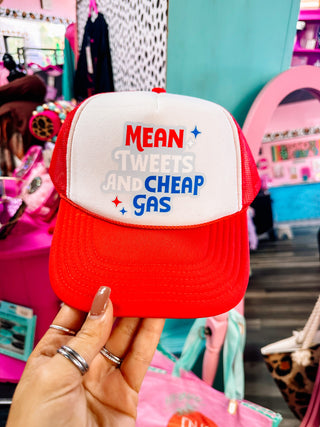 MEAN
TWEETS
AND CHEAP
GAS